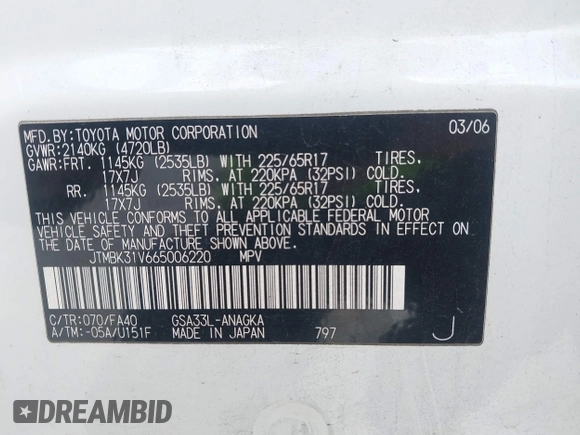 MFD. BY: TOYOTA MOTOR CORPORATION 03/06
GVWR: 2140KG (4720LB)
GAWR: FRT. 1145KG (2535LB) WITH 225/65R17 TIRES.
17X7J RIMS. AT 220KPA (32PSI) COLD.
RR. 1145KG (2535LB) WITH 225/65R17 TIRES.
17X7J RIMS. AT 220KPA (32PSI) COLD.
THIS VEHICLE CONFORMS TO ALL APPLICABLE FEDERAL MOTOR
VEHICLE SAFETY AND THEFT PREVENTION STANDARDS IN EFFECT ON
THE DATE OF MANUFACTURE SHOWN ABOVE.
JTMBK31V665006220 MPV
C/TR: 070/FA40 GSA33L-ANAGKA
A/TM: -05A/U151F MADE IN JAPAN 797 J
DREAMBID